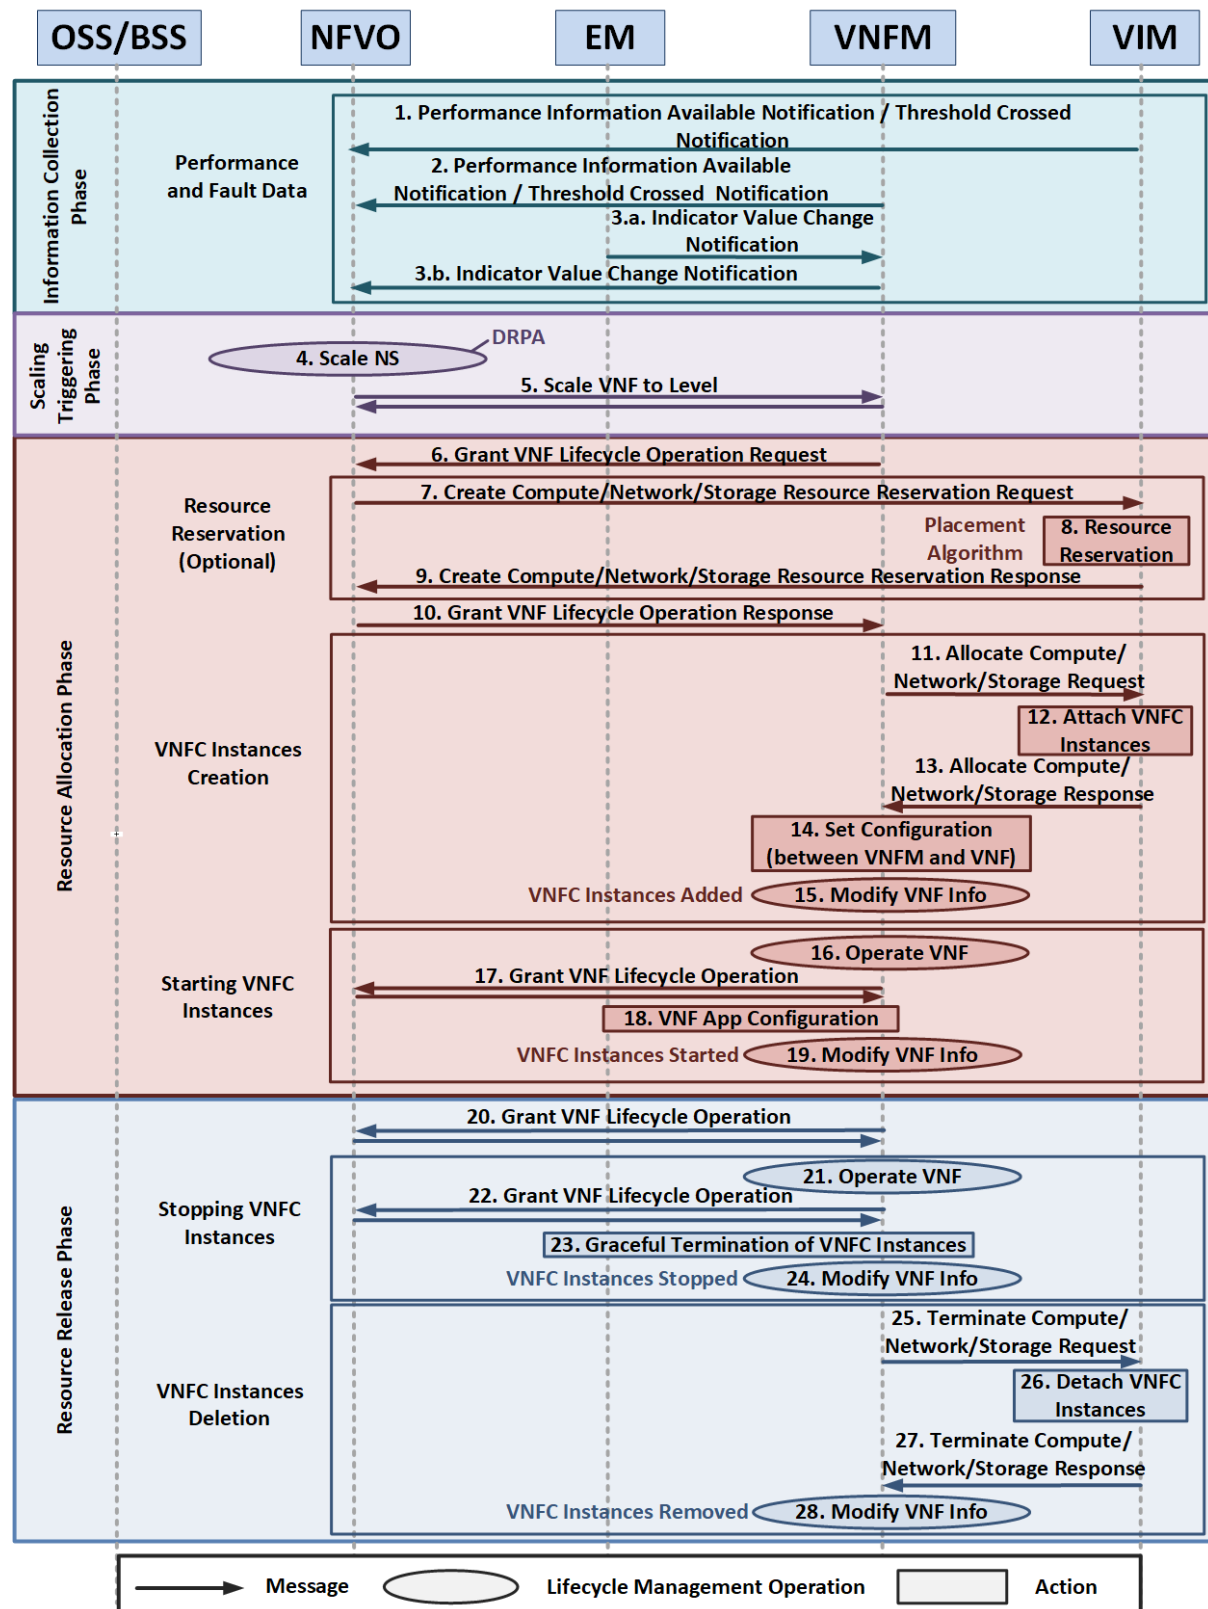 OSS/BSS
NFVO
EM
VNFM
VIM
Information Collection
Phase
Performance
and Fault Data
1. Performance Information Available Notification / Threshold Crossed
Notification
2. Performance Information Available
Notification / Threshold Crossed Notification
3.a. Indicator Value Change
Notification
3.b. Indicator Value Change Notification
Scaling
Triggering
Phase
DRPA
4. Scale NS
5. Scale VNF to Level
Resource Allocation Phase
6. Grant VNF Lifecycle Operation Request
Resource
Reservation
(Optional)
7. Create Compute/Network/Storage Resource Reservation Request
Placement
Algorithm
8. Resource
Reservation
9. Create Compute/Network/Storage Resource Reservation Response
10. Grant VNF Lifecycle Operation Response
VNFC Instances
Creation
11. Allocate Compute/
Network/Storage Request
12. Attach VNFC
Instances
13. Allocate Compute/
Network/Storage Response
14. Set Configuration
(between VNFM and VNF)
VNFC Instances Added
15. Modify VNF Info
Starting VNFC
Instances
16. Operate VNF
17. Grant VNF Lifecycle Operation
18. VNF App Configuration
VNFC Instances Started
19. Modify VNF Info
Resource Release Phase
20. Grant VNF Lifecycle Operation
Stopping VNFC
Instances
21. Operate VNF
22. Grant VNF Lifecycle Operation
23. Graceful Termination of VNFC Instances
VNFC Instances Stopped
24. Modify VNF Info
VNFC Instances
Deletion
25. Terminate Compute/
Network/Storage Request
26. Detach VNFC
Instances
27. Terminate Compute/
Network/Storage Response
VNFC Instances Removed
28. Modify VNF Info
Message
Lifecycle Management Operation
Action